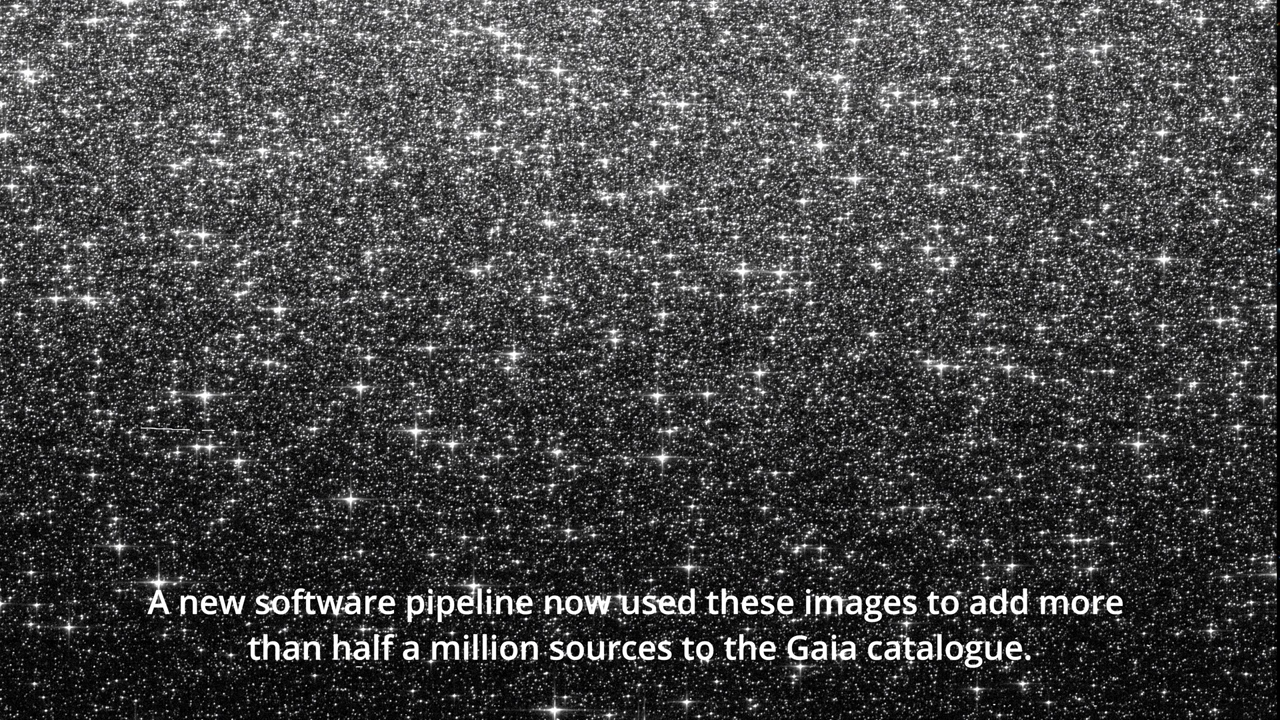 A new software pipeline now used these images to add more
than half a million sources to the Gaia catalogue.